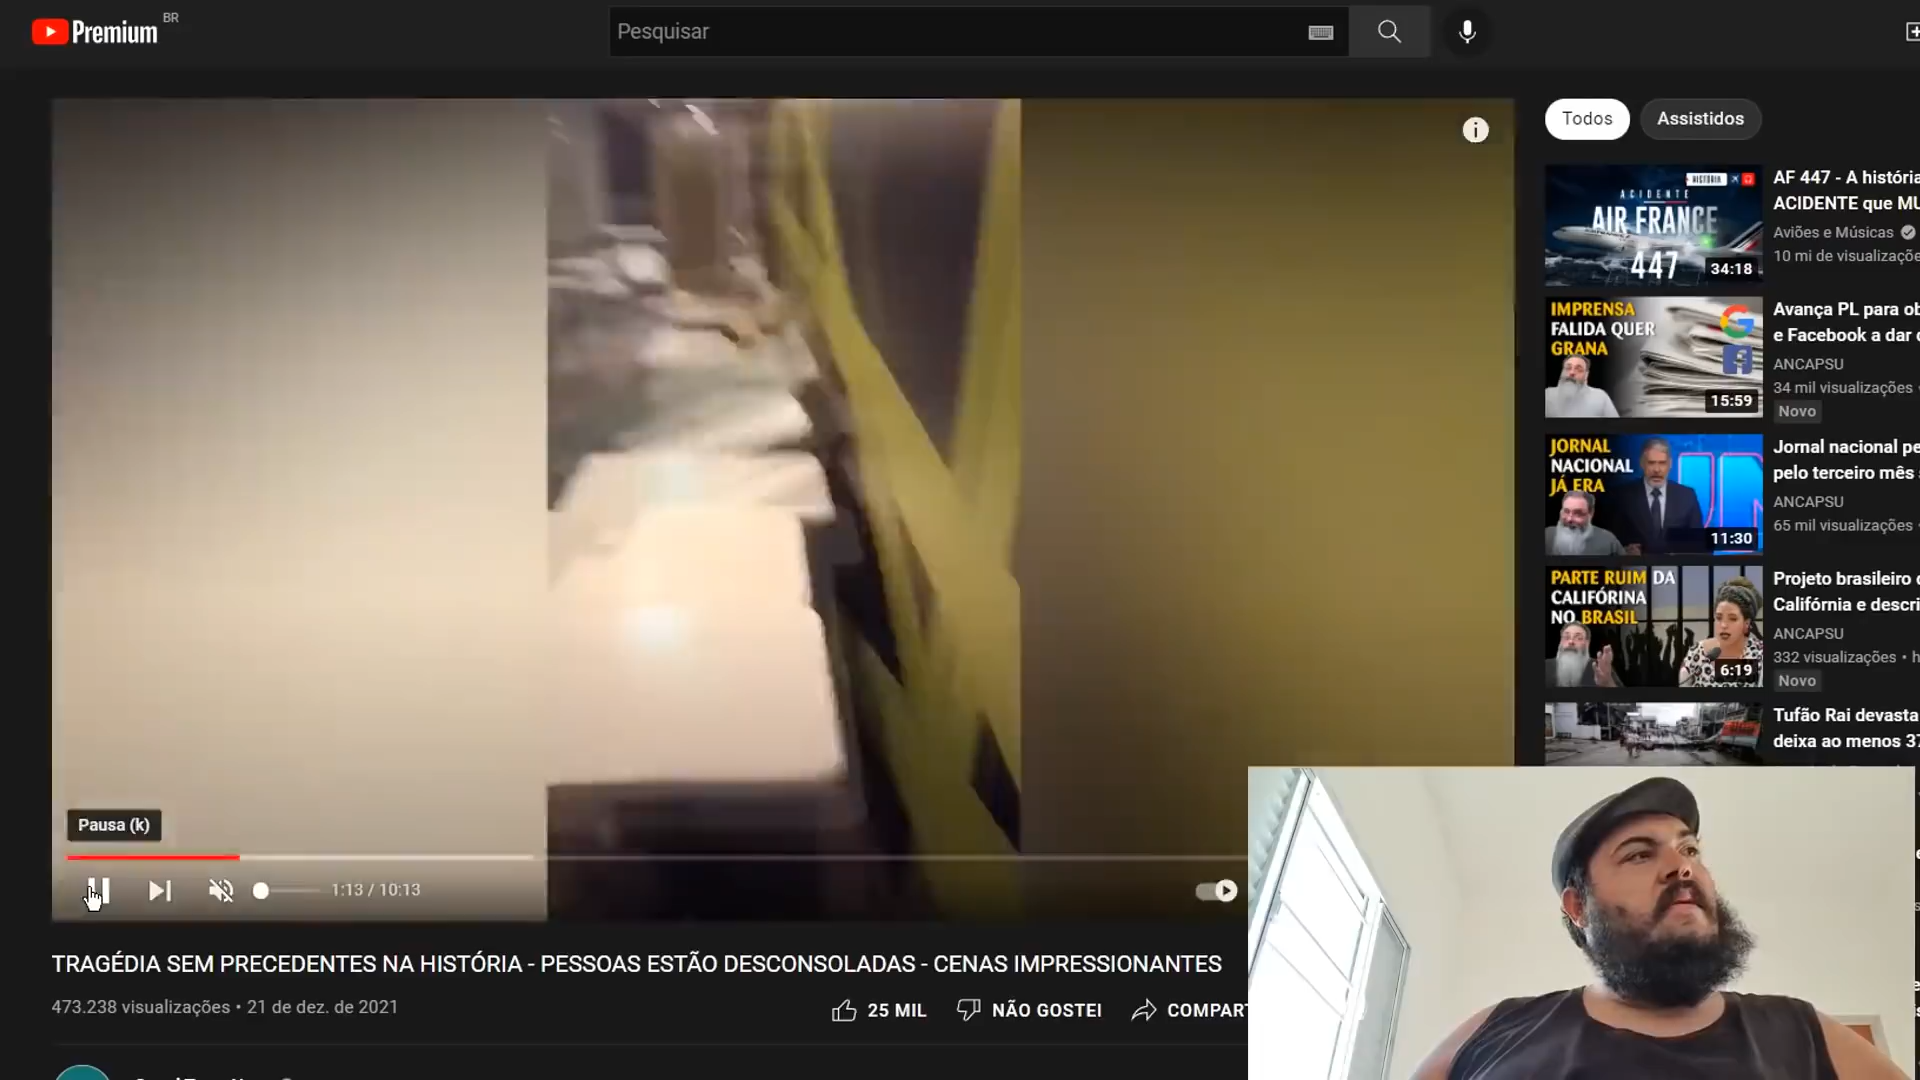 Premium BR
Pesquisar
Todos
Assistidos
HISTÓRIA
ACIDENTE
AIR FRANCE
447
34:18
AF 447 - A história
ACIDENTE que MU
Aviões e Músicas
10 mi de visualizaçõe
IMPRENSA
FALIDA QUER
GRANA
15:59
Avança PL para ob
e Facebook a dar
ANCAPSU
34 mil visualizações
Novo
JORNAL
NACIONAL
JÁ ERA
11:30
Jornal nacional pe
pelo terceiro mês
ANCAPSU
65 mil visualizações
PARTE RUIM DA
CALIFÓRINA
NO BRASIL
6:19
Projeto brasileiro
Califórnia e descri
ANCAPSU
332 visualizações • h
Novo
Tufão Rai devasta
deixa ao menos 37
Pausa (k)
1:13 / 10:13
TRAGÉDIA SEM PRECEDENTES NA HISTÓRIA - PESSOAS ESTÃO DESCONSOLADAS - CENAS IMPRESSIONANTES
473.238 visualizações • 21 de dez. de 2021
25 MIL
NÃO GOSTEI
COMPART